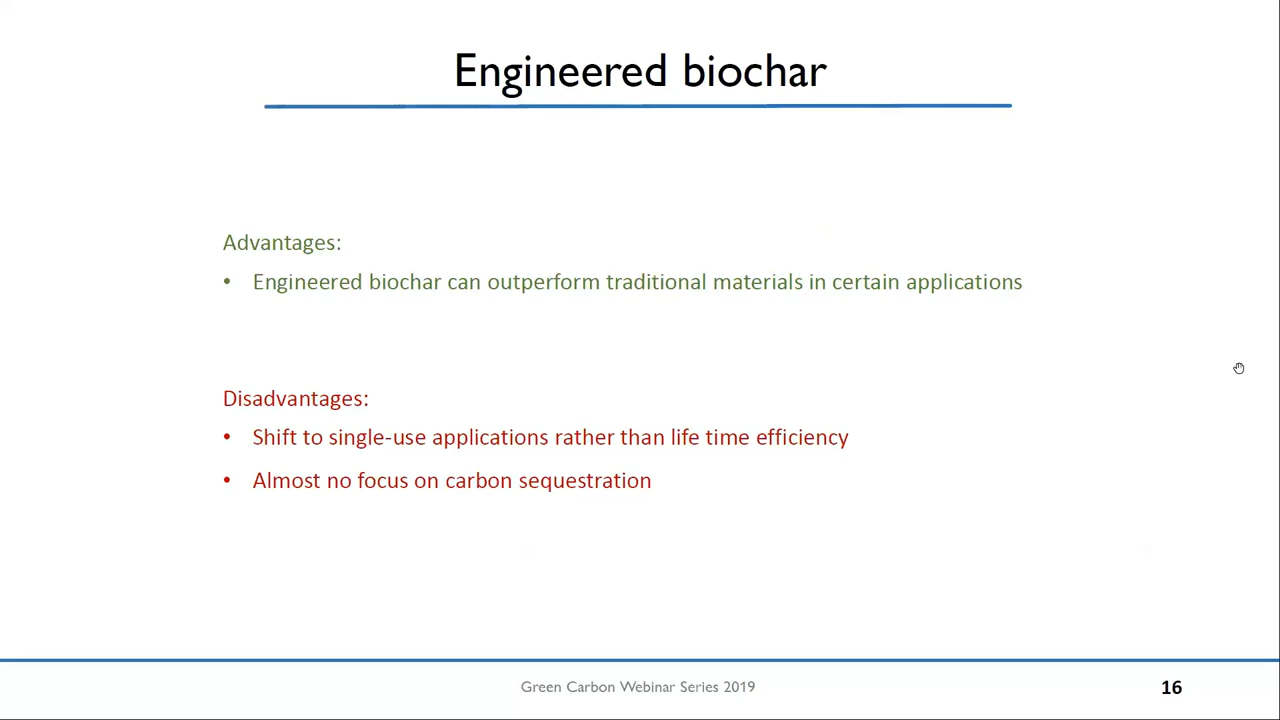 Engineered biochar
Advantages:
• Engineered biochar can outperform traditional materials in certain applications
Disadvantages:
• Shift to single-use applications rather than life time efficiency
• Almost no focus on carbon sequestration
Green Carbon Webinar Series 2019
16